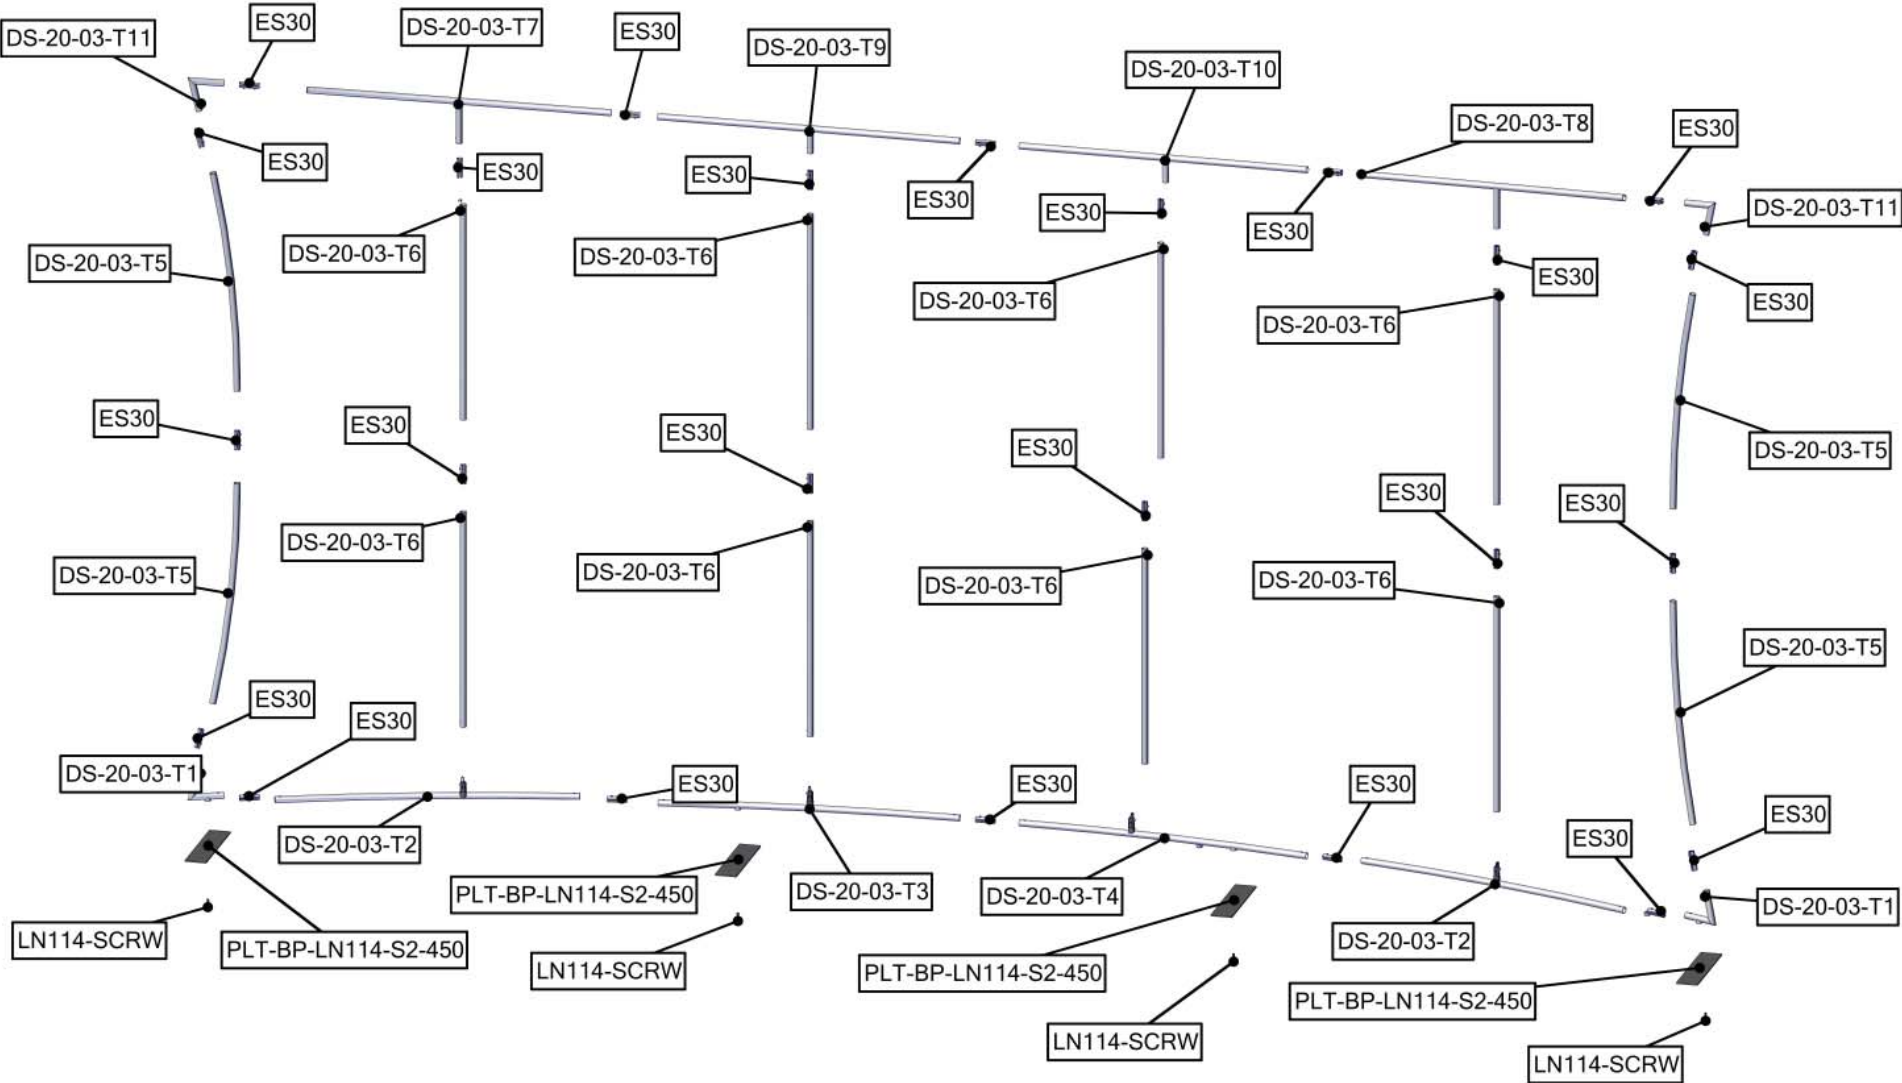 ES30
DS-20-03-T7
ES30
DS-20-03-T11
DS-20-03-T9
DS-20-03-T10
DS-20-03-T8
ES30
ES30
ES30
ES30
ES30
ES30
DS-20-03-T11
ES30
DS-20-03-T6
DS-20-03-T6
DS-20-03-T5
ES30
ES30
DS-20-03-T6
ES30
DS-20-03-T6
ES30
ES30
ES30
ES30
DS-20-03-T5
ES30
ES30
DS-20-03-T6
DS-20-03-T6
DS-20-03-T5
DS-20-03-T6
DS-20-03-T6
DS-20-03-T5
ES30
ES30
DS-20-03-T1
ES30
ES30
ES30
ES30
ES30
DS-20-03-T2
PLT-BP-LN114-S2-450
DS-20-03-T3
DS-20-03-T4
DS-20-03-T1
LN114-SCRW
PLT-BP-LN114-S2-450
DS-20-03-T2
LN114-SCRW
PLT-BP-LN114-S2-450
PLT-BP-LN114-S2-450
LN114-SCRW
LN114-SCRW